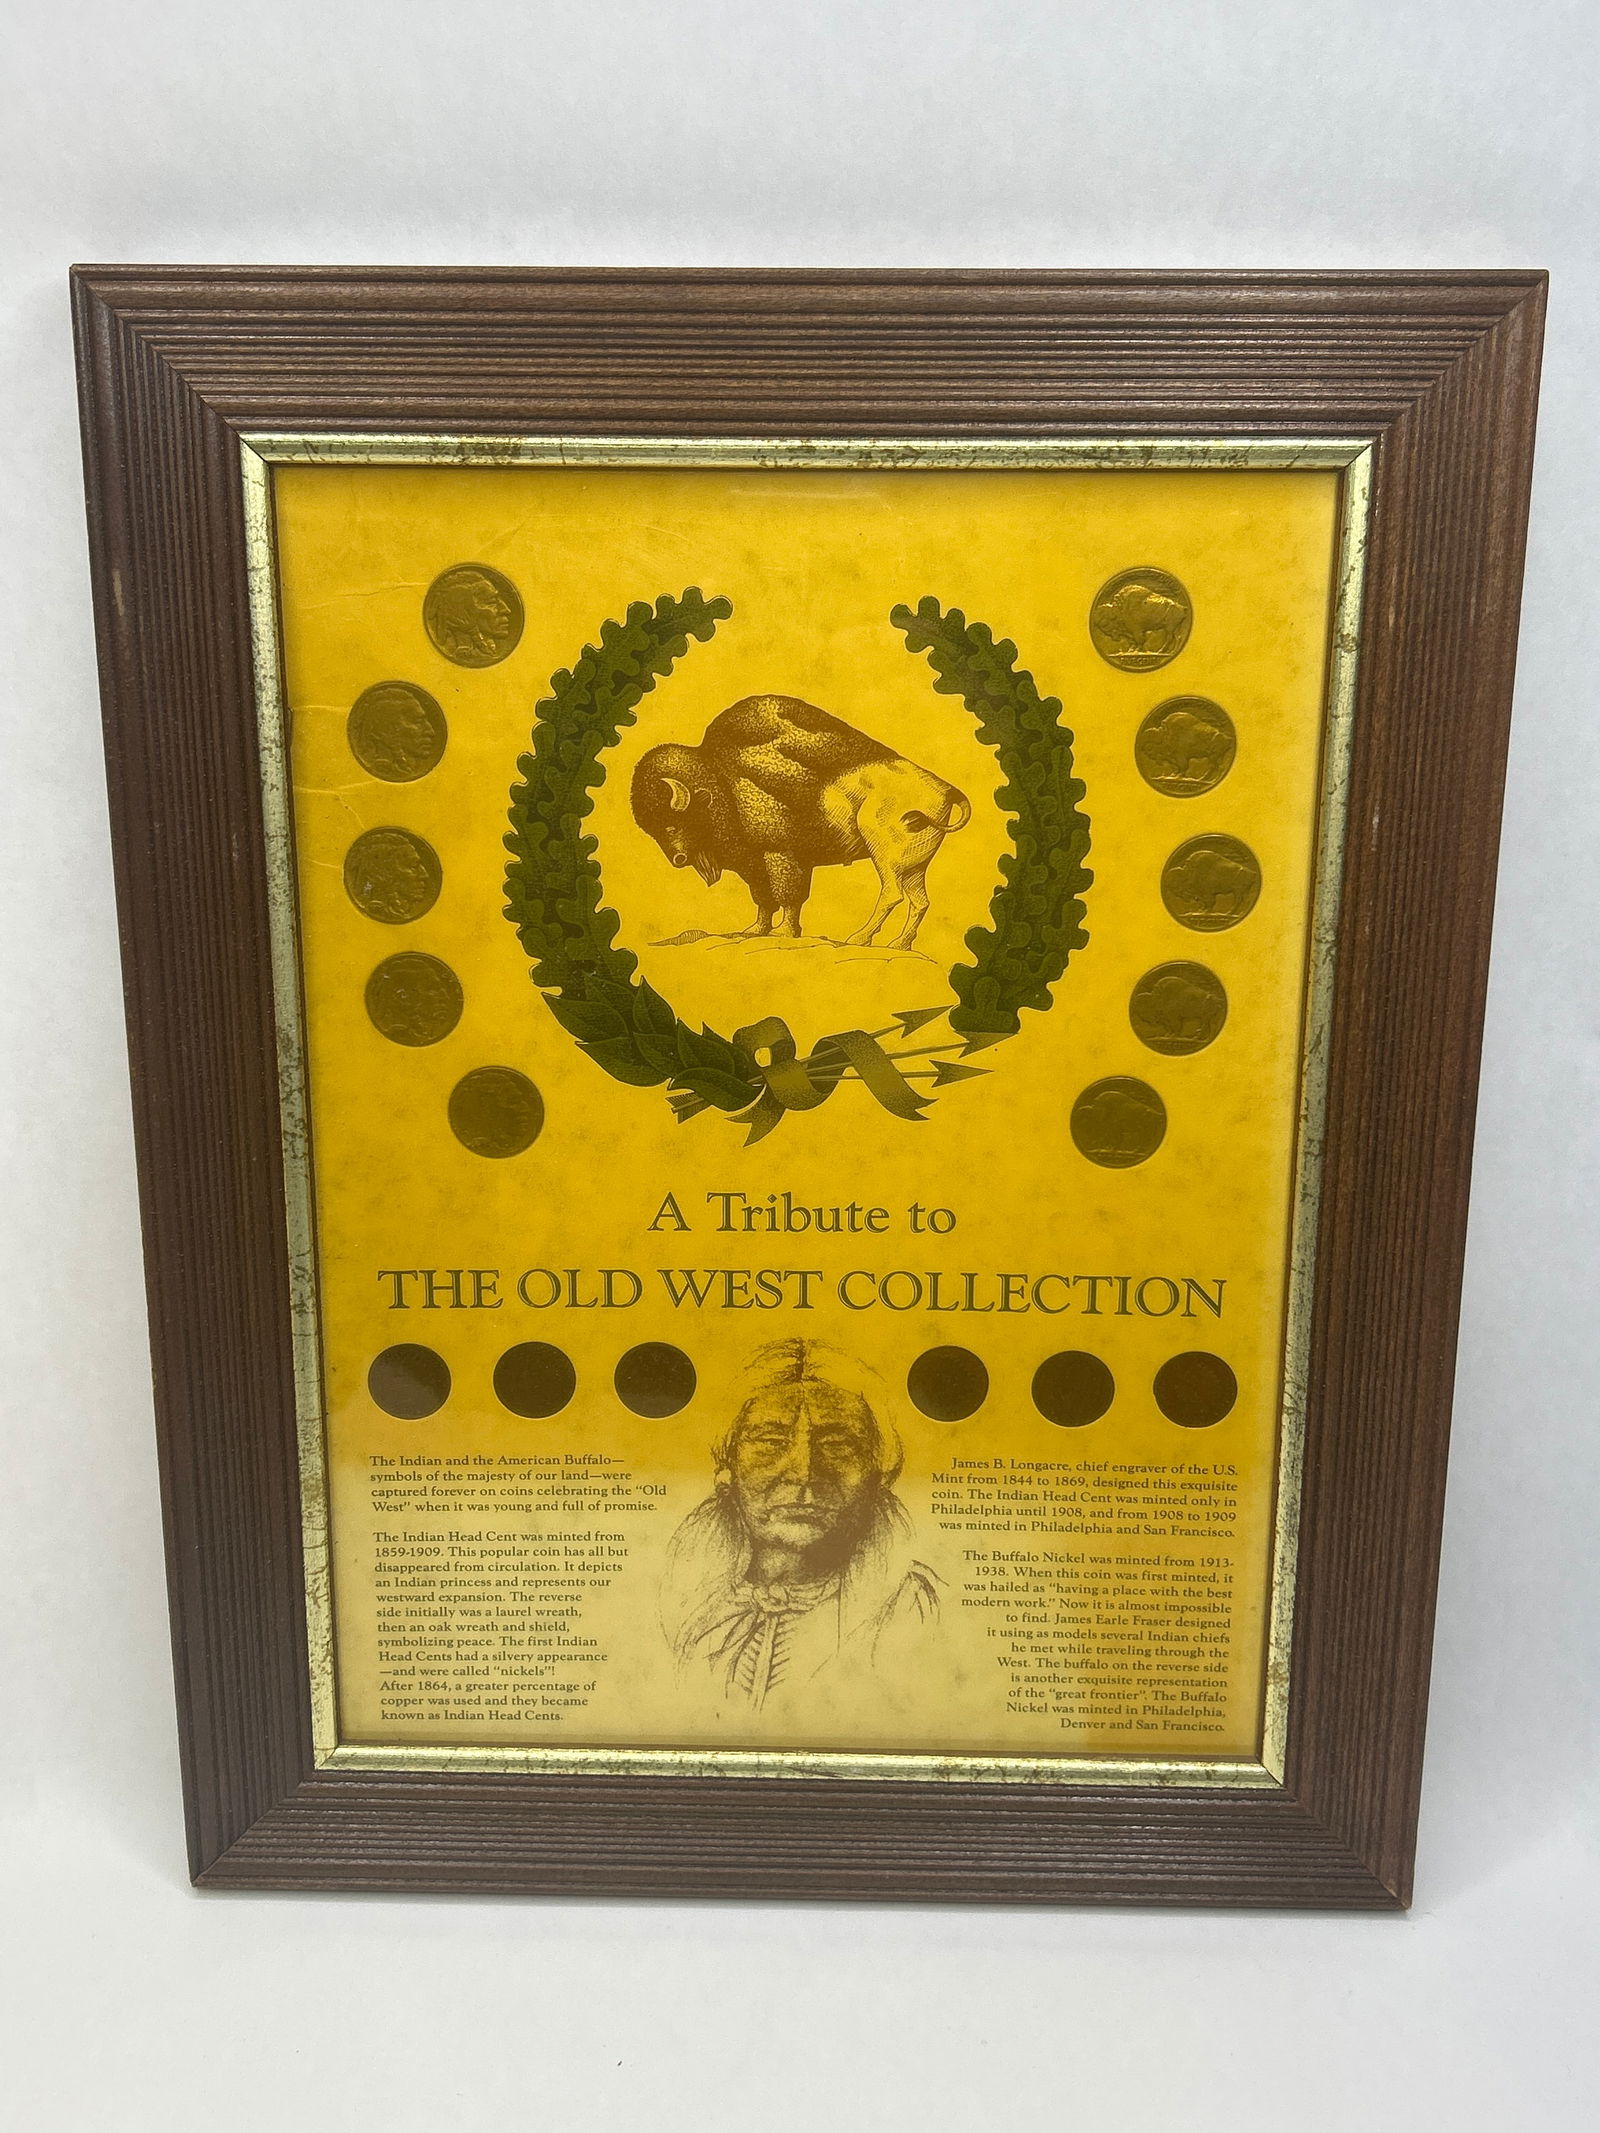 A Tribute to
THE OLD WEST COLLECTION
The Indian and the American Buffalo—
symbols of the majesty of our land—were
captured forever on coins celebrating the “Old
West” when it was young and full of promise.
The Indian Head Cent was minted from
1859-1909. This popular coin has all but
disappeared from circulation. It depicts
an Indian princess and represents our
westward expansion. The reverse
side initially was a laurel wreath,
then an oak wreath and shield,
symbolizing peace. The first Indian
Head Cents had a silvery appearance
—and were called “nickels”!
After 1864, a greater percentage of
copper was used and they became
known as Indian Head Cents.
James B. Longacre, chief engraver of the U.S.
Mint from 1844 to 1869, designed this exquisite
coin. The Indian Head Cent was minted only in
Philadelphia until 1908, and from 1908 to 1909
was minted in Philadelphia and San Francisco.
The Buffalo Nickel was minted from 1913-
1938. When this coin was first minted, it
was hailed as “having a place with the best
modern work.” Now it is almost impossible
to find. James Earle Fraser designed
it using as models several Indian chiefs
he met while traveling through the
West. The buffalo on the reverse side
is another exquisite representation
of the “great frontier”. The Buffalo
Nickel was minted in Philadelphia,
Denver and San Francisco.